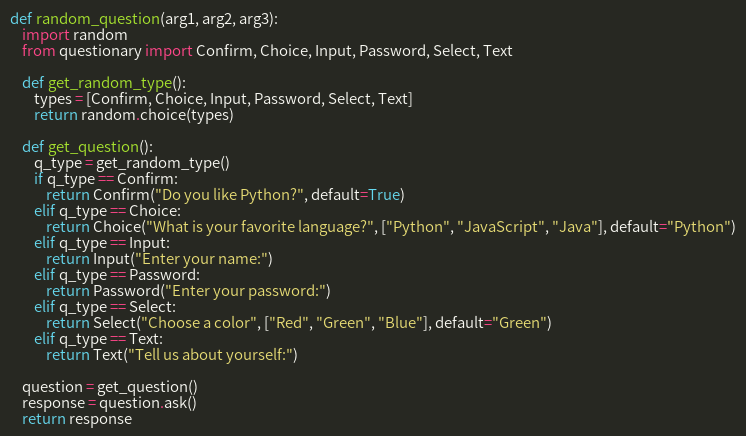 def random_question(arg1, arg2, arg3):
    import random
    from questionary import Confirm, Choice, Input, Password, Select, Text

    def get_random_type():
        types = [Confirm, Choice, Input, Password, Select, Text]
        return random.choice(types)

    def get_question():
        q_type = get_random_type()
        if q_type == Confirm:
            return Confirm("Do you like Python?", default=True)
        elif q_type == Choice:
            return Choice("What is your favorite language?", ["Python", "JavaScript", "Java"], default="Python")
        elif q_type == Input:
            return Input("Enter your name:")
        elif q_type == Password:
            return Password("Enter your password:")
        elif q_type == Select:
            return Select("Choose a color", ["Red", "Green", "Blue"], default="Green")
        elif q_type == Text:
            return Text("Tell us about yourself:")

    question = get_question()
    response = question.ask()
    return response